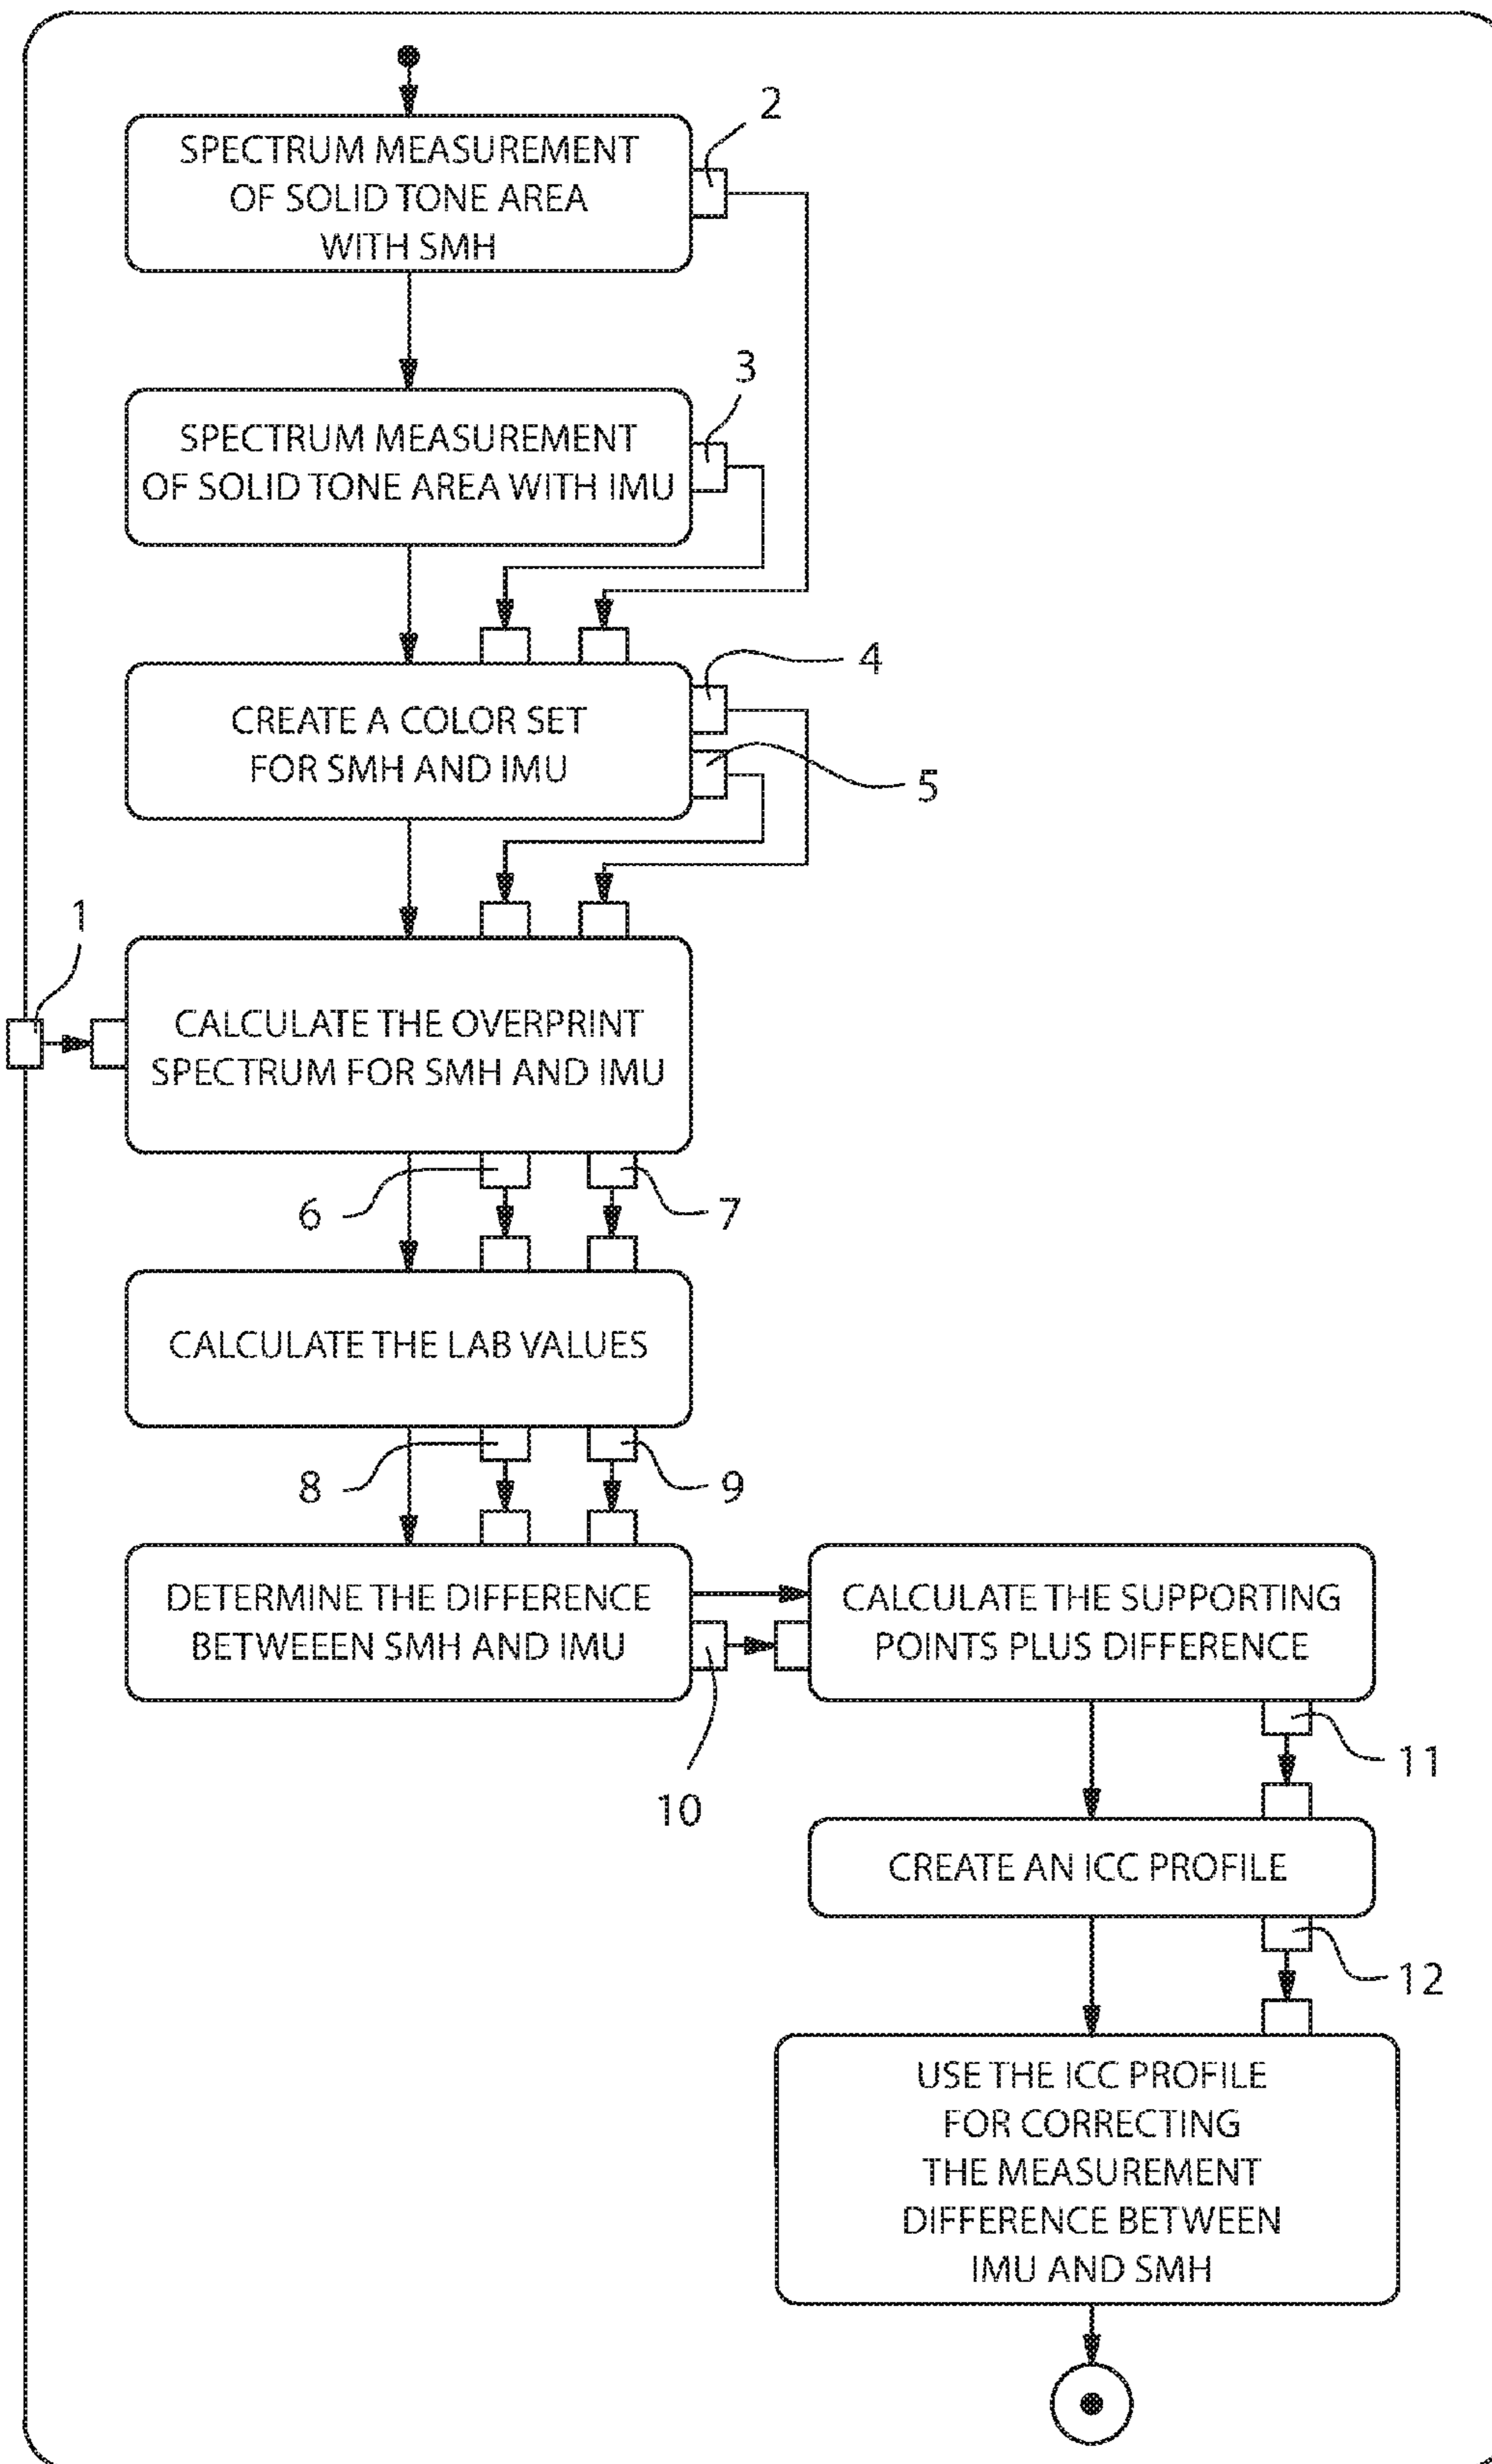 2
SPECTRUM MEASUREMENT
OF SOLID TONE AREA
WITH SMH
3
SPECTRUM MEASUREMENT
OF SOLID TONE AREA WITH IMU
4
CREATE A COLOR SET
FOR SMH AND IMU
5
1
CALCULATE THE OVERPRINT
SPECTRUM FOR SMH AND IMU
6
7
CALCULATE THE LAB VALUES
8
9
DETERMINE THE DIFFERENCE
BETWEEEN SMH AND IMU
10
CALCULATE THE SUPPORTING
POINTS PLUS DIFFERENCE
11
CREATE AN ICC PROFILE
12
USE THE ICC PROFILE
FOR CORRECTING
THE MEASUREMENT
DIFFERENCE BETWEEN
IMU AND SMH